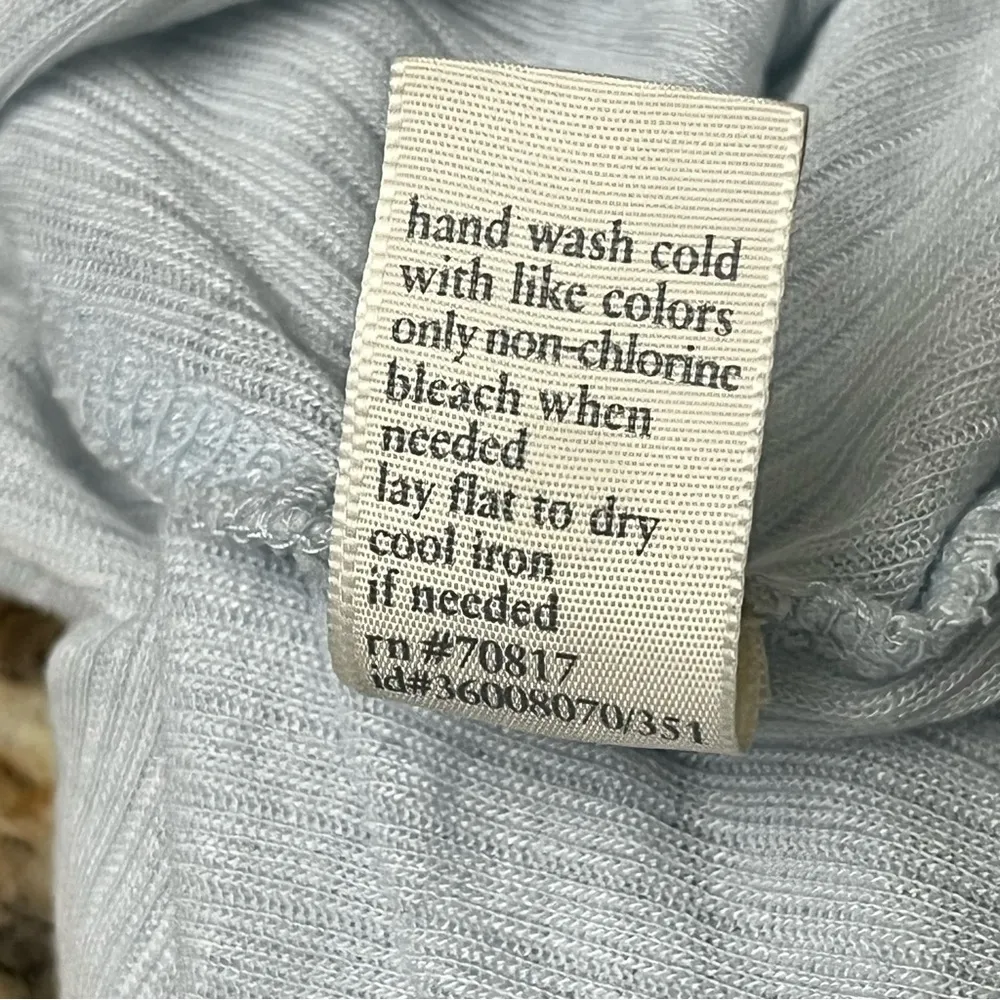 hand wash cold
with like colors
only non-chlorine
bleach when
needed
lay flat to dry
cool iron
if needed
rn #70817
id#36008070/351